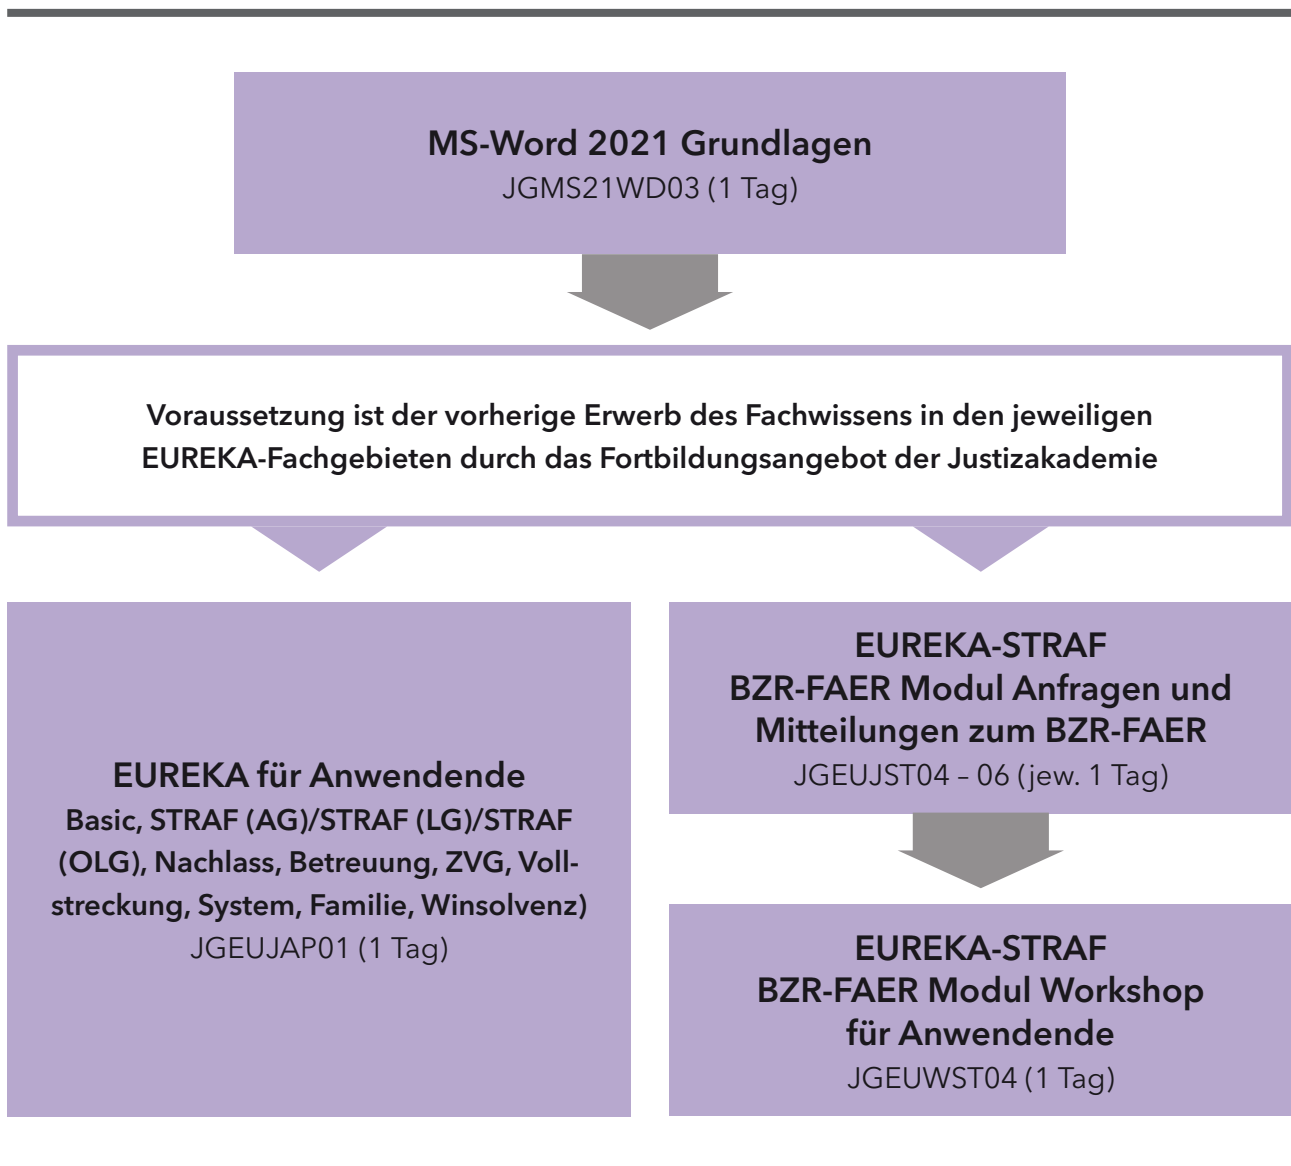 MS-Word 2021 Grundlagen
JGMS21WD03 (1 Tag)
Voraussetzung ist der vorherige Erwerb des Fachwissens in den jeweiligen
EUREKA-Fachgebieten durch das Fortbildungsangebot der Justizakademie
EUREKA für Anwendende
Basic, STRAF (AG)/STRAF (LG)/STRAF
(OLG), Nachlass, Betreuung, ZVG, Voll-
streckung, System, Familie, Winsolvenz)
JGEUJAP01 (1 Tag)
EUREKA-STRAF
BZR-FAER Modul Anfragen und
Mitteilungen zum BZR-FAER
JGEUJST04 – 06 (jew. 1 Tag)
EUREKA-STRAF
BZR-FAER Modul Workshop
für Anwendende
JGEUWST04 (1 Tag)